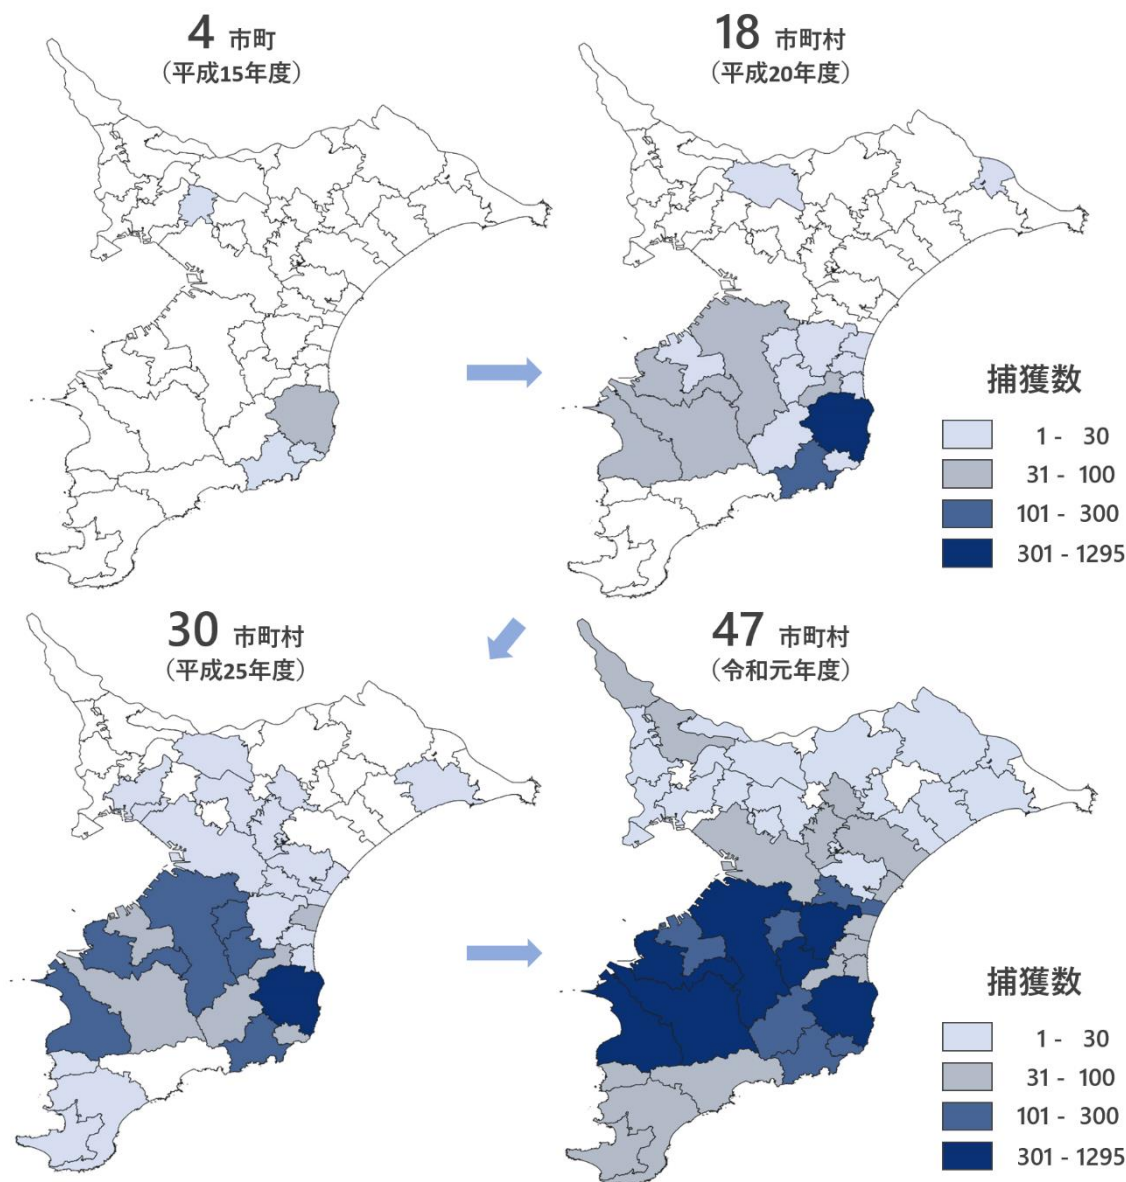 4 市町
（平成15年度）
18 市町村
（平成20年度）
捕獲数
1 - 30
31 - 100
101 - 300
301 - 1295
30 市町村
（平成25年度）
47 市町村
（令和元年度）
捕獲数
1 - 30
31 - 100
101 - 300
301 - 1295